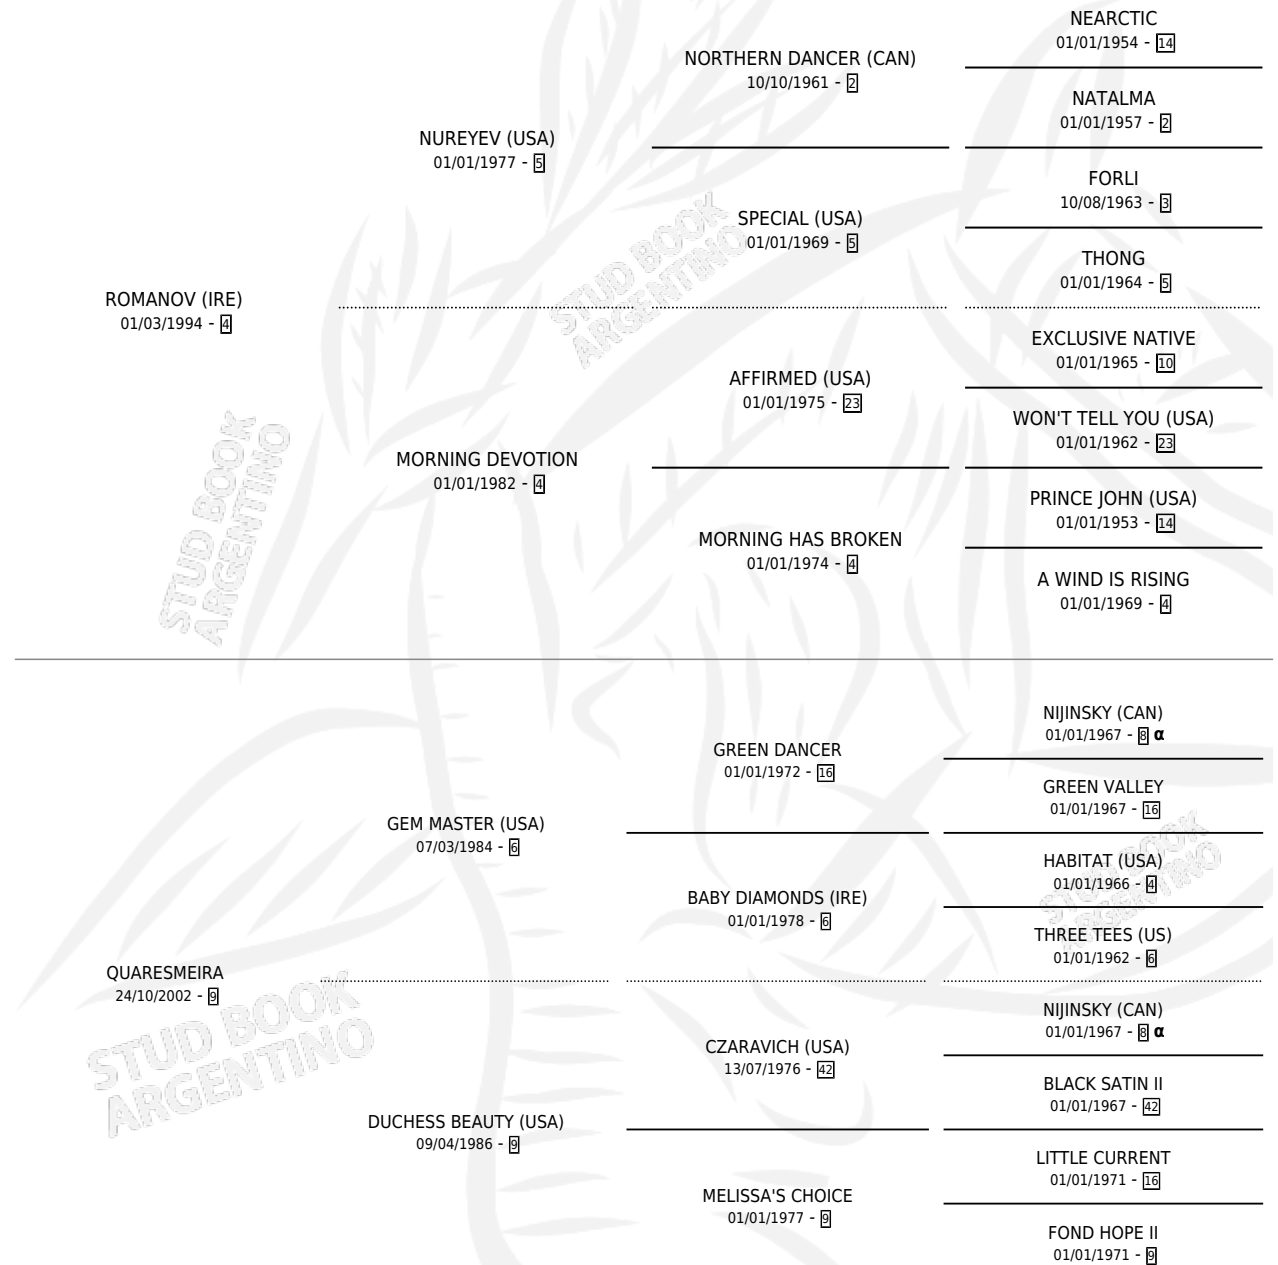 NEARCTIC
01/01/1954 - 14
NORTHERN DANCER (CAN)
10/10/1961 - 2
NATALMA
01/01/1957 - 2
NUREYEV (USA)
01/01/1977 - 5
FORLI
10/08/1963 - 3
SPECIAL (USA)
01/01/1969 - 5
THONG
01/01/1964 - 5
ROMANOV (IRE)
01/03/1994 - 4
EXCLUSIVE NATIVE
01/01/1965 - 10
AFFIRMED (USA)
01/01/1975 - 23
WON'T TELL YOU (USA)
01/01/1962 - 23
MORNING DEVOTION
01/01/1982 - 4
PRINCE JOHN (USA)
01/01/1953 - 14
MORNING HAS BROKEN
01/01/1974 - 4
A WIND IS RISING
01/01/1969 - 4
NIJINSKY (CAN)
01/01/1967 - 8 α
GREEN DANCER
01/01/1972 - 16
GREEN VALLEY
01/01/1967 - 16
GEM MASTER (USA)
07/03/1984 - 6
HABITAT (USA)
01/01/1966 - 4
BABY DIAMONDS (IRE)
01/01/1978 - 6
THREE TEES (US)
01/01/1962 - 6
QUARESMEIRA
24/10/2002 - 9
NIJINSKY (CAN)
01/01/1967 - 8 α
CZARAVICH (USA)
13/07/1976 - 42
BLACK SATIN II
01/01/1967 - 42
DUCHESS BEAUTY (USA)
09/04/1986 - 9
LITTLE CURRENT
01/01/1971 - 16
MELISSA'S CHOICE
01/01/1977 - 9
FOND HOPE II
01/01/1971 - 9
STUD BOOK
ARGENTINO
STUD BOOK
ARGENTINO
STUD BOOK
ARGENTINO
STUD BOOK
ARGENTINO